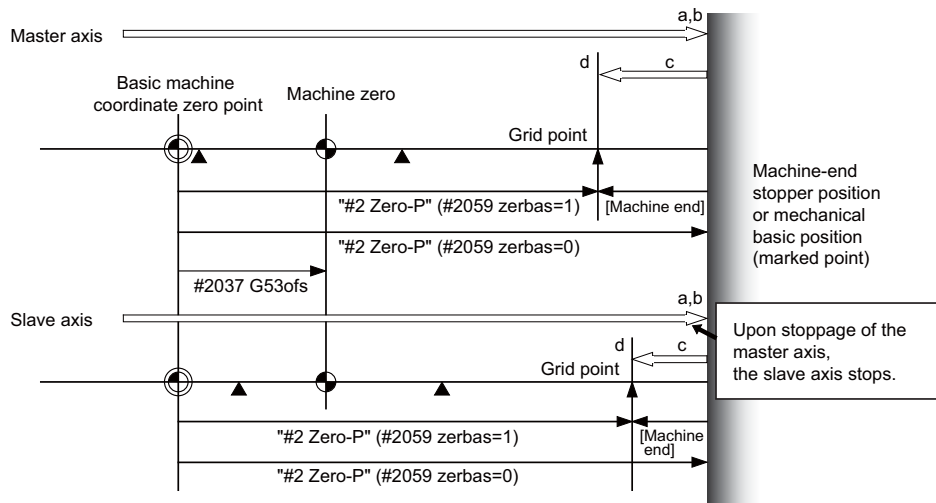 a,b
Master axis
d
c
Basic machine
coordinate zero point
Machine zero
Grid point
Machine-end
stopper position
or mechanical
basic position
(marked point)
"#2 Zero-P" (#2059 zerbas=1)
[Machine end]
"#2 Zero-P" (#2059 zerbas=0)
#2037 G53ofs
a,b
Slave axis
Upon stoppage of the
master axis,
the slave axis stops.
d
c
Grid point
"#2 Zero-P" (#2059 zerbas=1)
[Machine
end]
"#2 Zero-P" (#2059 zerbas=0)